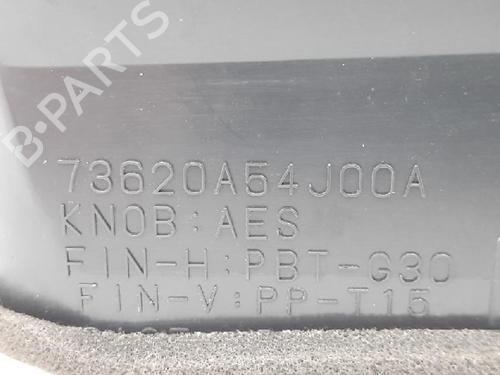 B-PARTS
73620A54J00A
KNOB:AES
FIN-H:PBT-G30
FIN-V:PP-T15